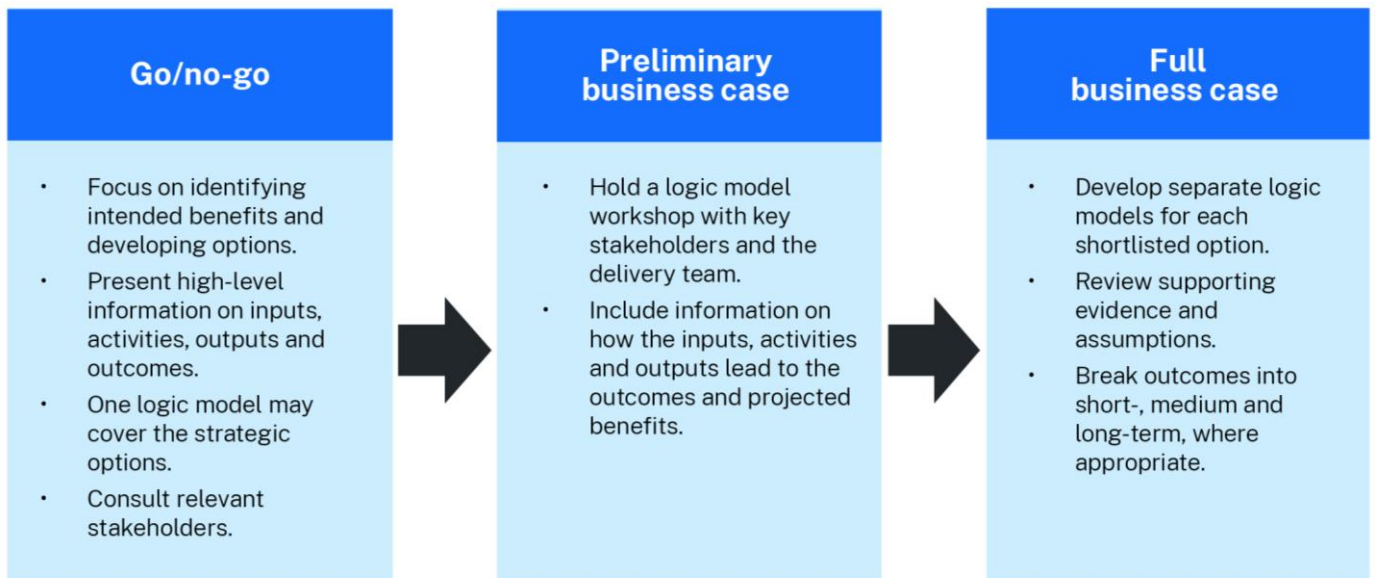 Go/no-go
• Focus on identifying
intended benefits and
developing options.
• Present high-level
information on inputs,
activities, outputs and
outcomes.
• One logic model may
cover the strategic
options.
• Consult relevant
stakeholders.
Preliminary
business case
• Hold a logic model
workshop with key
stakeholders and the
delivery team.
• Include information on
how the inputs, activities
and outputs lead to the
outcomes and projected
benefits.
Full
business case
• Develop separate logic
models for each
shortlisted option.
• Review supporting
evidence and
assumptions.
• Break outcomes into
short-, medium and
long-term, where
appropriate.